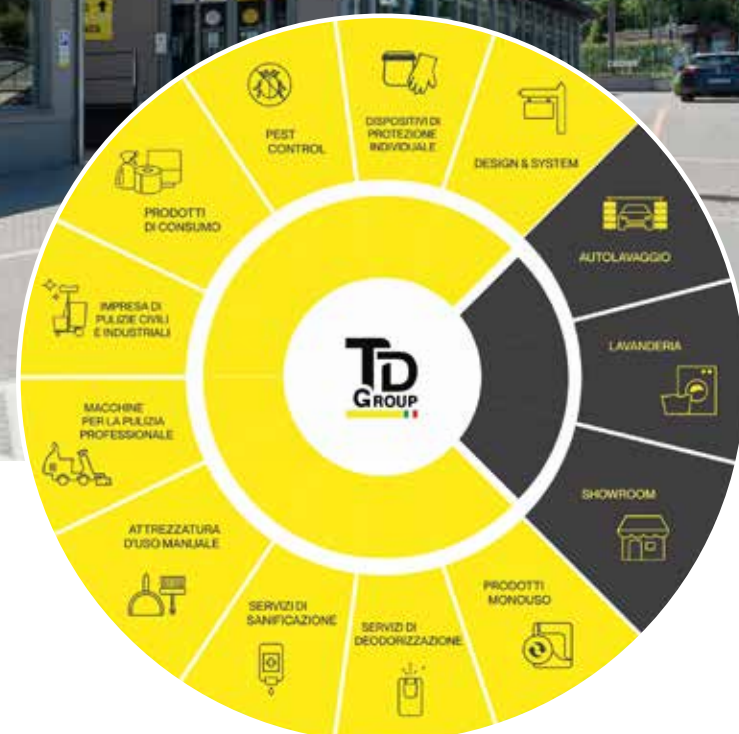 PEST
CONTROL
DISPOSITIVI DI
PROTEZIONE
INDIVIDUALE
DESIGN & SYSTEM
AUTOLAVAGGIO
LAVANDERIA
SHOWROOM
PRODOTTI
MONOUSO
SERVIZI DI
DEODORIZZAZIONE
SERVIZI DI
SANIFICAZIONE
ATTREZZATURA
D'USO MANUALE
MACCHINE
PER LA PULIZIA
PROFESSIONALE
IMPRESA DI
PULIZIE CIVILI
E INDUSTRIALI
PRODOTTI
DI CONSUMO
TD
GROUP